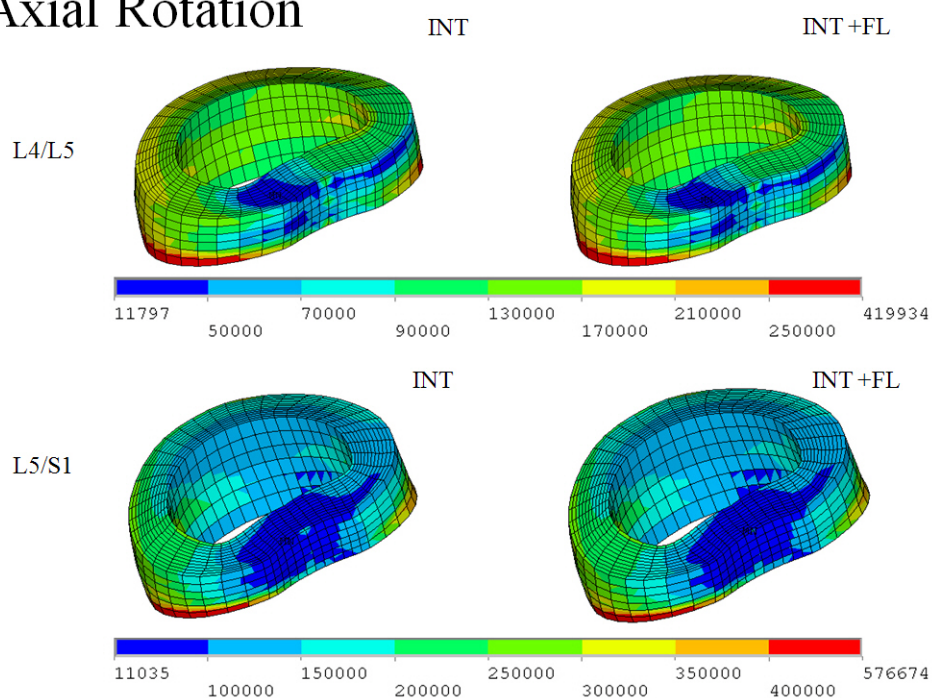 Axial Rotation
INT
INT +FL
L4/L5
11797 50000 70000 90000 130000 170000 210000 250000 419934
INT
INT +FL
L5/S1
11035 100000 150000 200000 250000 300000 350000 400000 576674